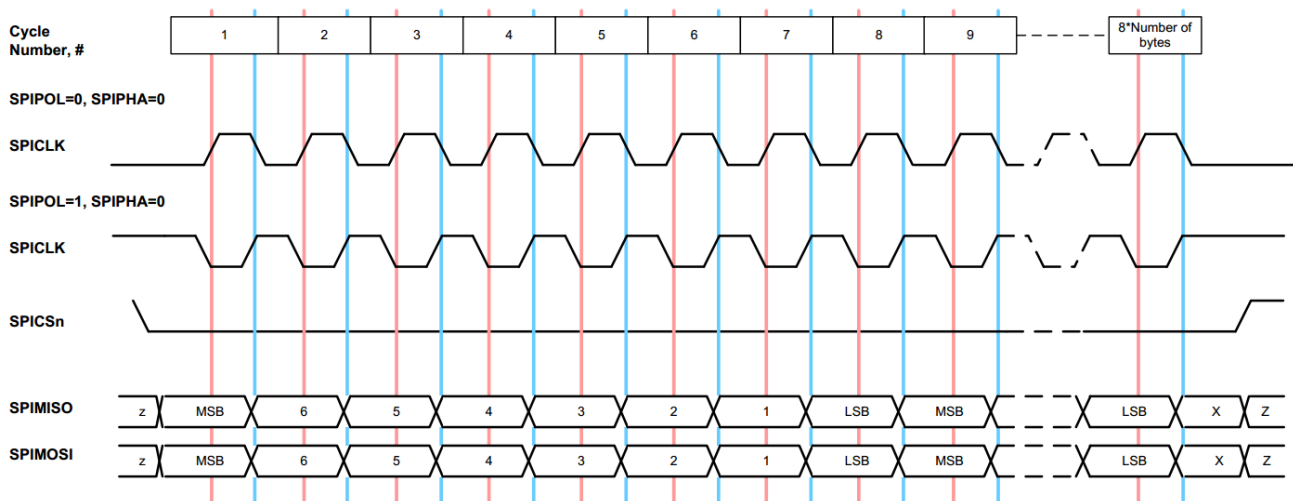 Cycle
Number, #
1 2 3 4 5 6 7 8 9
8*Number of
bytes
SPIPOL=0, SPIPHA=0
SPICLK
SPIPOL=1, SPIPHA=0
SPICLK
SPICSn
SPIMISO z MSB 6 5 4 3 2 1 LSB MSB LSB X Z
SPIMOSI z MSB 6 5 4 3 2 1 LSB MSB LSB X Z